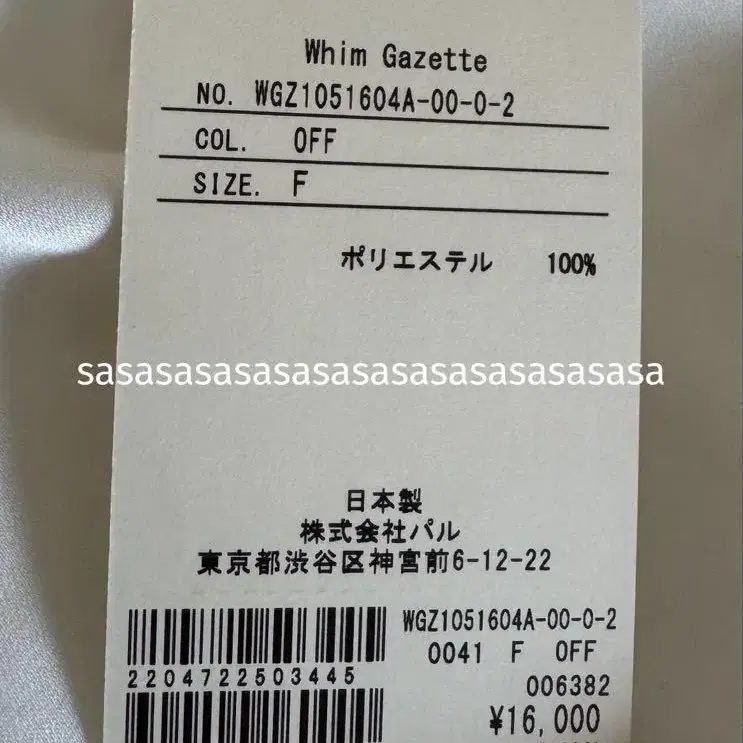 Whim Gazette
NO. WGZ1051604A-00-0-2
COL. OFF
SIZE. F
ポリエステル 100%
sasasasasasasasasasasasasasasasasasa
日本製
株式会社パル
東京都渋谷区神宮前6-12-22
WGZ1051604A-00-0-2
0041 F OFF
2204722503445
006382
¥16,000